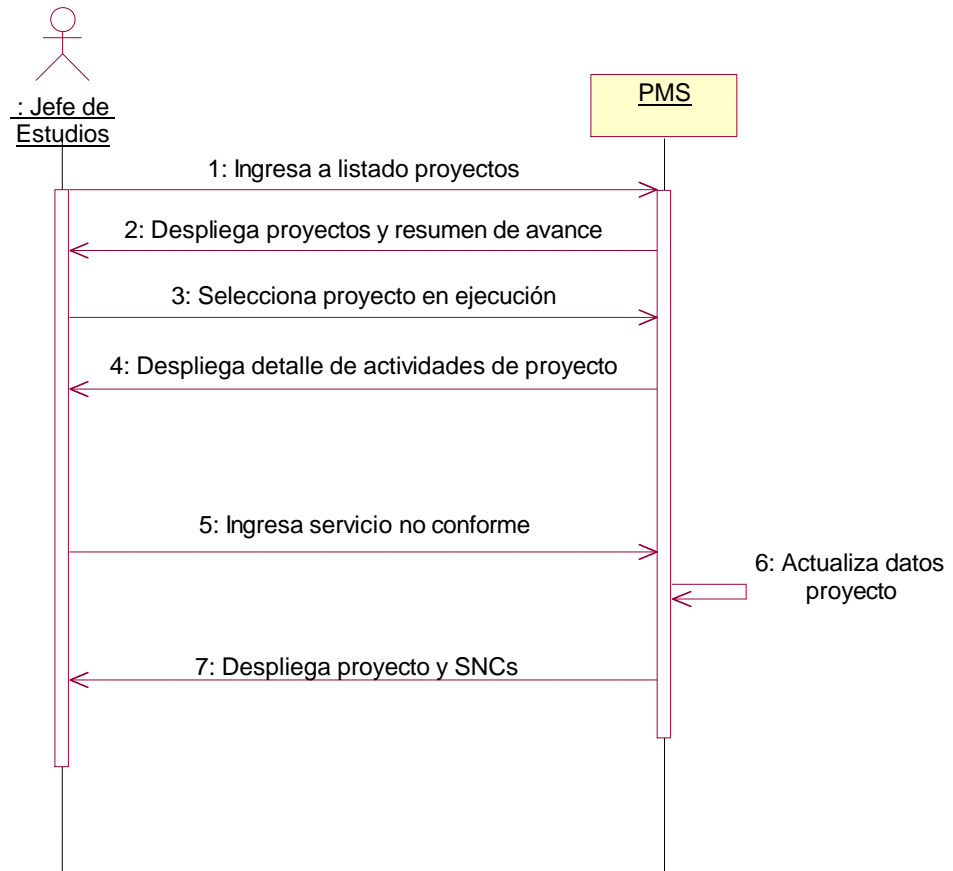 : Jefe de
Estudios
PMS
1: Ingresa a listado proyectos
2: Despliega proyectos y resumen de avance
3: Selecciona proyecto en ejecución
4: Despliega detalle de actividades de proyecto
5: Ingresa servicio no conforme
6: Actualiza datos
proyecto
7: Despliega proyecto y SNCs